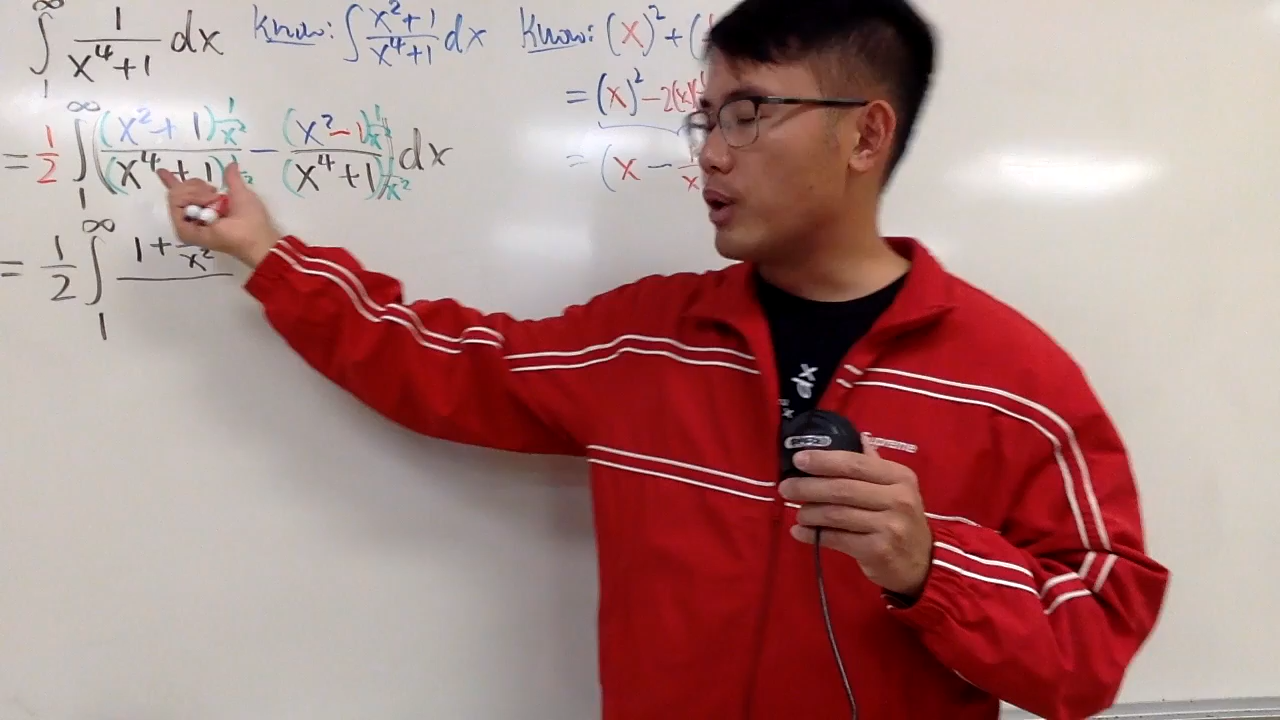 ∫₁^∞ 1/(x⁴+1) dx Know: ∫ (x²+1)/(x⁴+1) dx Know: (x)² + (
= (x)² - 2(x)(
= 1/2 ∫₁^∞ ( (x²+1) 1/x² / (x⁴+1) 1/x² - (x²-1) 1/x² / (x⁴+1) 1/x² ) dx
= (x - 1/x
= 1/2 ∫₁^∞ 1 + 1/x²
dx